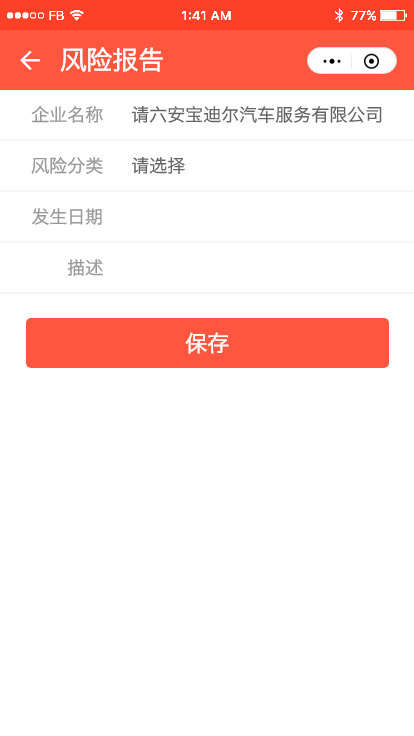 FB 1:41 AM 77%
风险报告
企业名称 请六安宝迪尔汽车服务有限公司
风险分类 请选择
发生日期
描述
保存